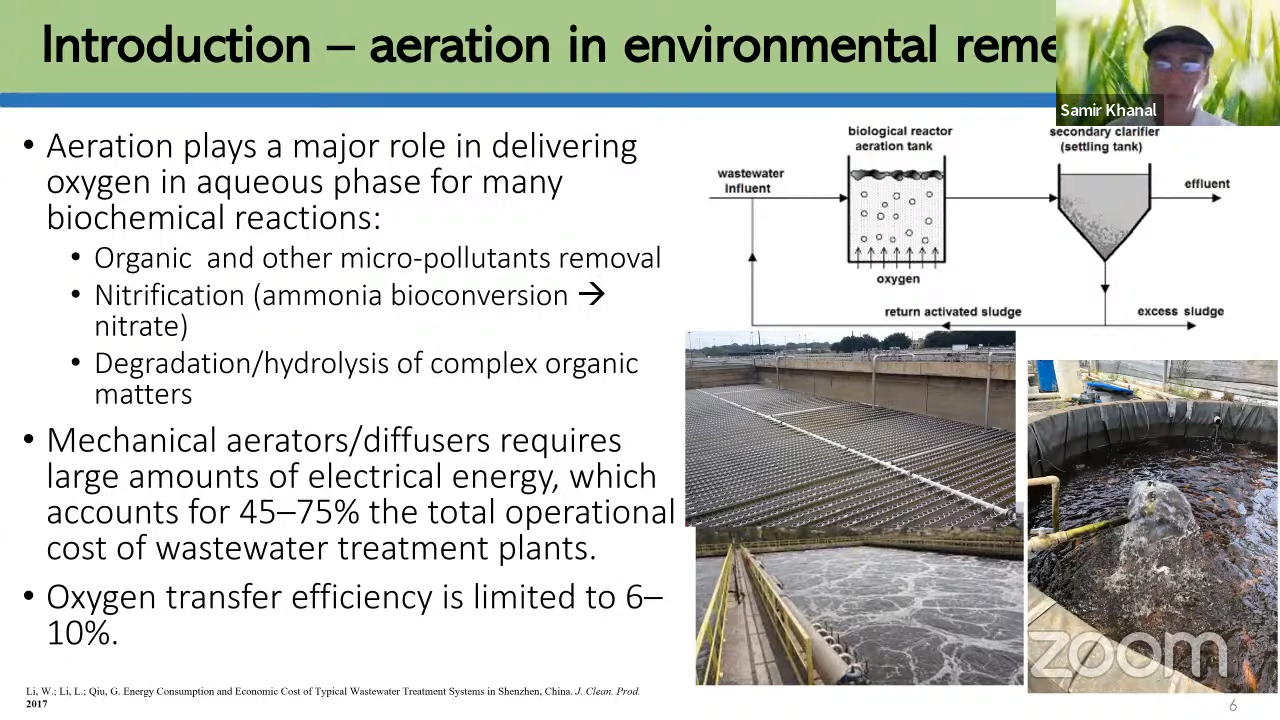 Introduction – aeration in environmental reme
Samir Khanal
• Aeration plays a major role in delivering
oxygen in aqueous phase for many
biochemical reactions:
• Organic and other micro-pollutants removal
• Nitrification (ammonia bioconversion →
nitrate)
• Degradation/hydrolysis of complex organic
matters
• Mechanical aerators/diffusers requires
large amounts of electrical energy, which
accounts for 45–75% the total operational
cost of wastewater treatment plants.
• Oxygen transfer efficiency is limited to 6–
10%.
biological reactor
aeration tank
secondary clarifier
(settling tank)
wastewater
influent
effluent
oxygen
return activated sludge
excess sludge
zoom
Li, W.; Li, L.; Qiu, G. Energy Consumption and Economic Cost of Typical Wastewater Treatment Systems in Shenzhen, China. J. Clean. Prod.
2017
6